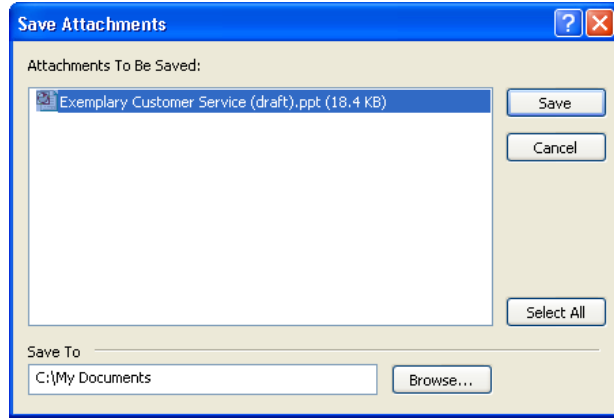 Save Attachments
Attachments To Be Saved:
Exemplary Customer Service (draft).ppt (18.4 KB)
Save
Cancel
Select All
Save To
C:\My Documents
Browse...